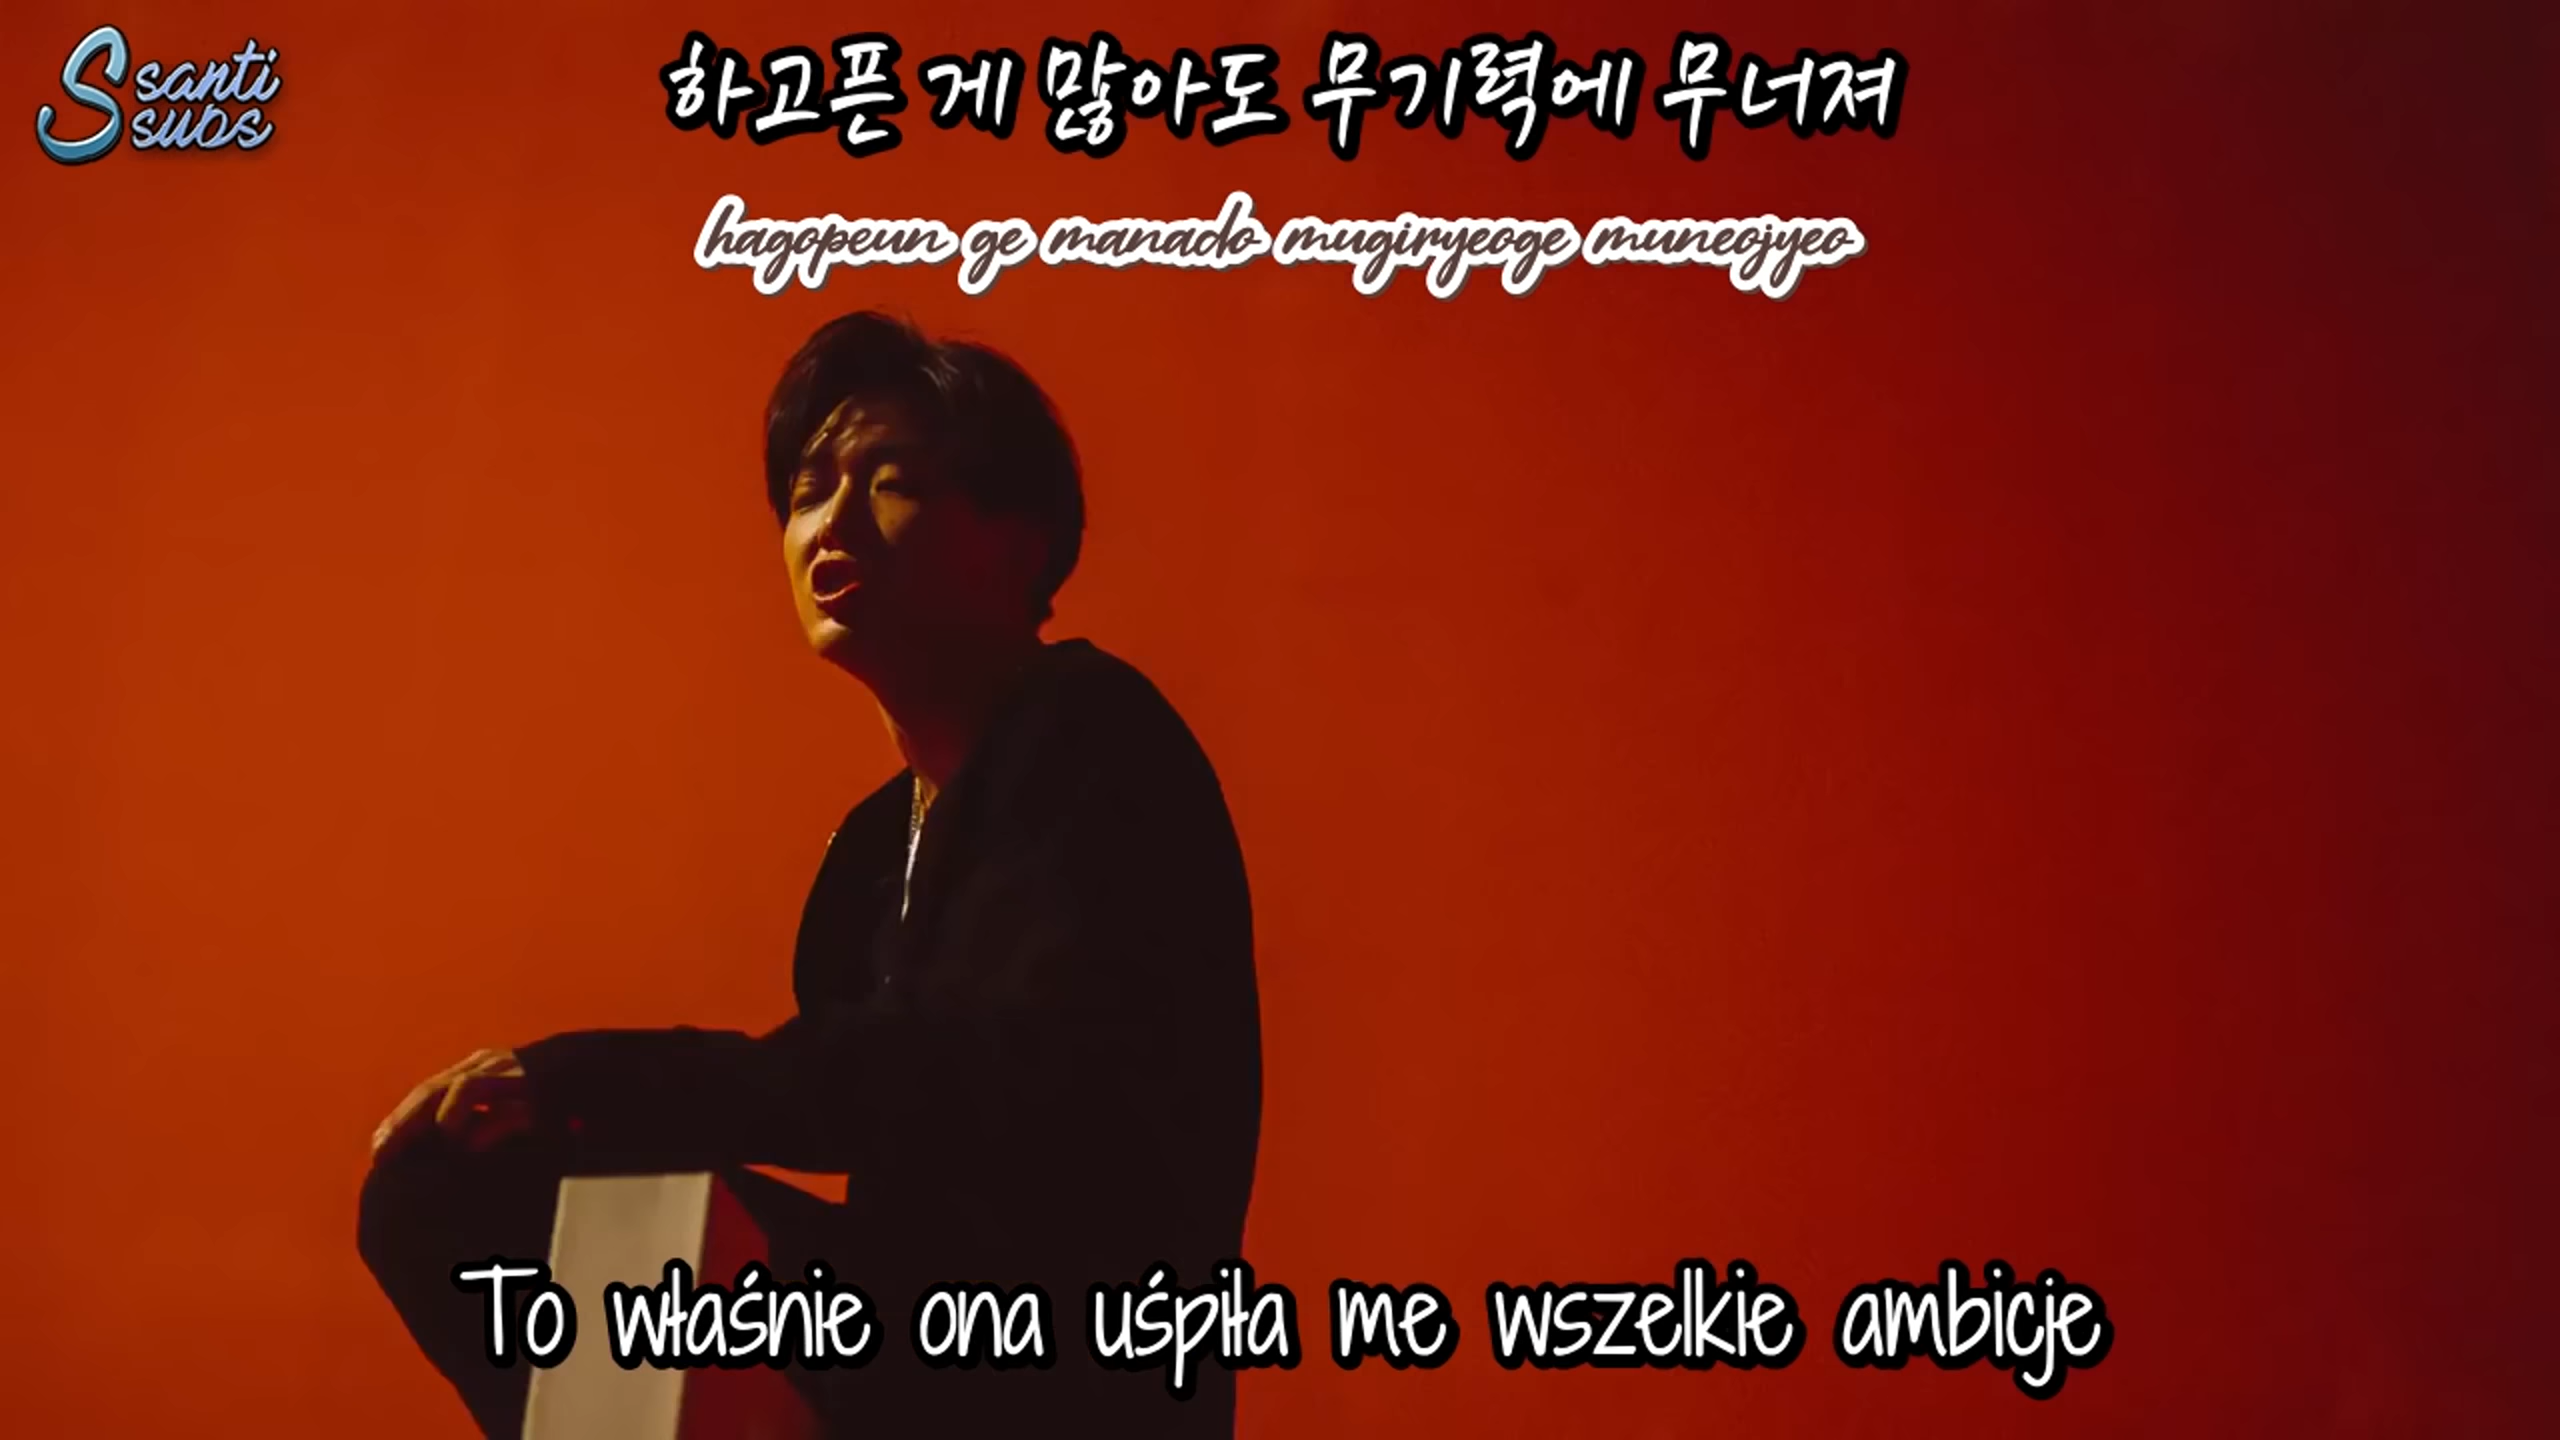 Ssanti
subs
하고픈 게 많아도 무기력에 무너져
hagopeun ge manado mugiryeoge muneojyeo
To właśnie ona uśpiła me wszelkie ambicje